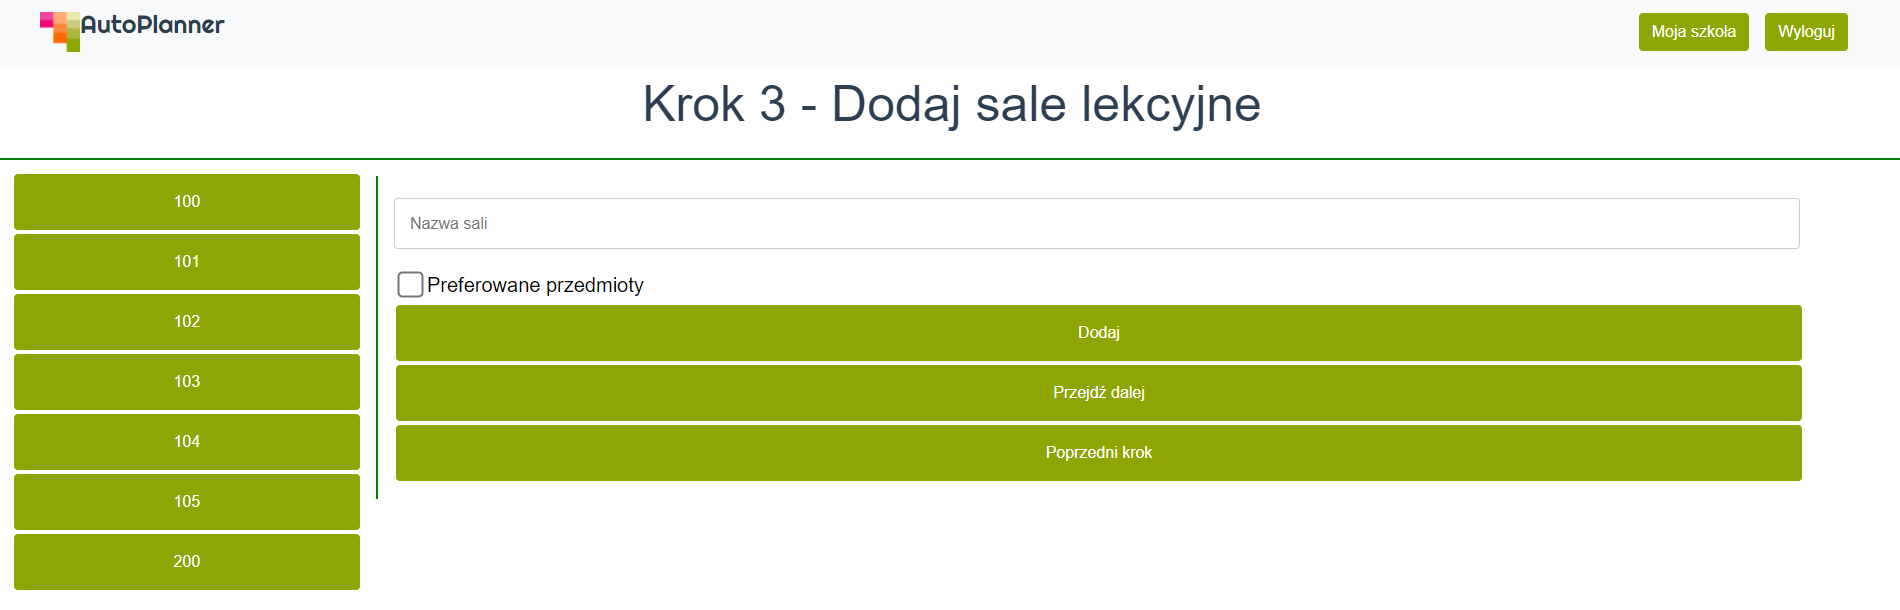 AutoPlanner
Moja szkoła
Wyloguj
Krok 3 - Dodaj sale lekcyjne
100
101
102
103
104
105
200
Nazwa sali
Preferowane przedmioty
Dodaj
Przejdź dalej
Poprzedni krok